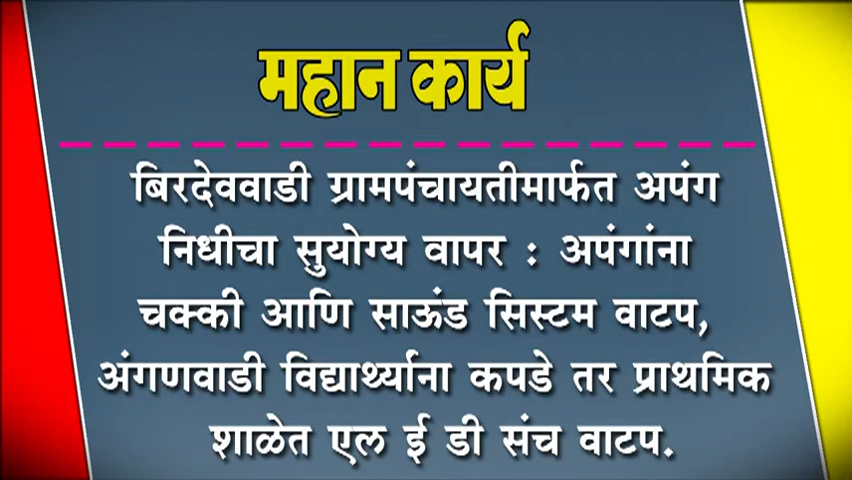 महान कार्य
बिरदेववाडी ग्रामपंचायतीमार्फत अपंग
निधीचा सुयोग्य वापर : अपंगांना
चक्की आणि साऊंड सिस्टम वाटप,
अंगणवाडी विद्यार्थ्याना कपडे तर प्राथमिक
शाळेत एल ई डी संच वाटप.